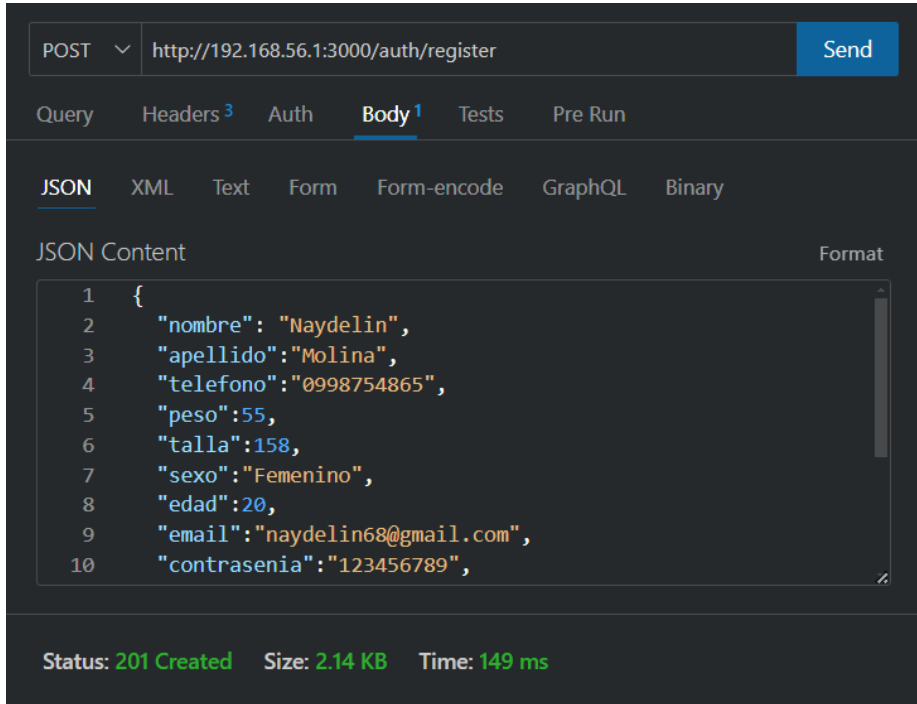 POST http://192.168.56.1:3000/auth/register Send
Query Headers 3 Auth Body 1 Tests Pre Run
JSON XML Text Form Form-encode GraphQL Binary
JSON Content Format
1 {
2 "nombre": "Naydelin",
3 "apellido":"Molina",
4 "telefono":"0998754865",
5 "peso":55,
6 "talla":158,
7 "sexo":"Femenino",
8 "edad":20,
9 "email":"naydelin68@gmail.com",
10 "contrasenia":"123456789",
Status: 201 Created Size: 2.14 KB Time: 149 ms